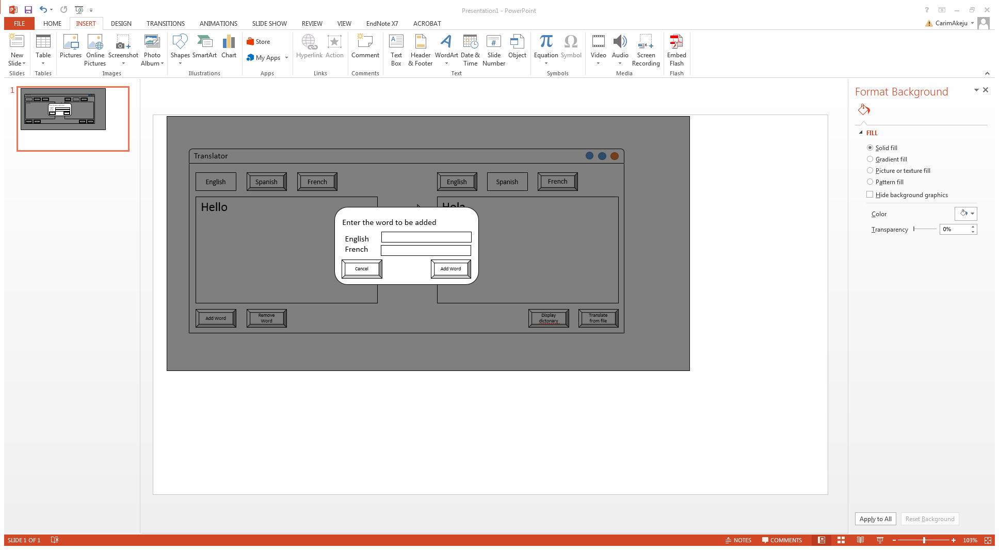 Presentation1 - PowerPoint
?
FILE HOME INSERT DESIGN TRANSITIONS ANIMATIONS SLIDE SHOW REVIEW VIEW EndNote X7 ACROBAT
CarimAkeju
New Slide
Table
Pictures
Online Pictures
Screenshot
Photo Album
Shapes
SmartArt
Chart
Store
My Apps
Hyperlink
Action
Comment
Text Box
Header & Footer
WordArt
Date & Time
Slide Number
Object
Equation
Symbol
Video
Audio
Screen Recording
Embed Flash
Slides Tables Images Illustrations Apps Links Comments Text Symbols Media Flash
1
Translator
English Spanish French
English Spanish French
Hello
Hola
Enter the word to be added
English
French
Cancel
Add Word
Add Word
Remove Word
Display dictonary
Translate from file
Format Background
FILL
Solid fill
Gradient fill
Picture or texture fill
Pattern fill
Hide background graphics
Color
Transparency 0%
Apply to All
Reset Background
SLIDE 1 OF 1
NOTES
COMMENTS
103%